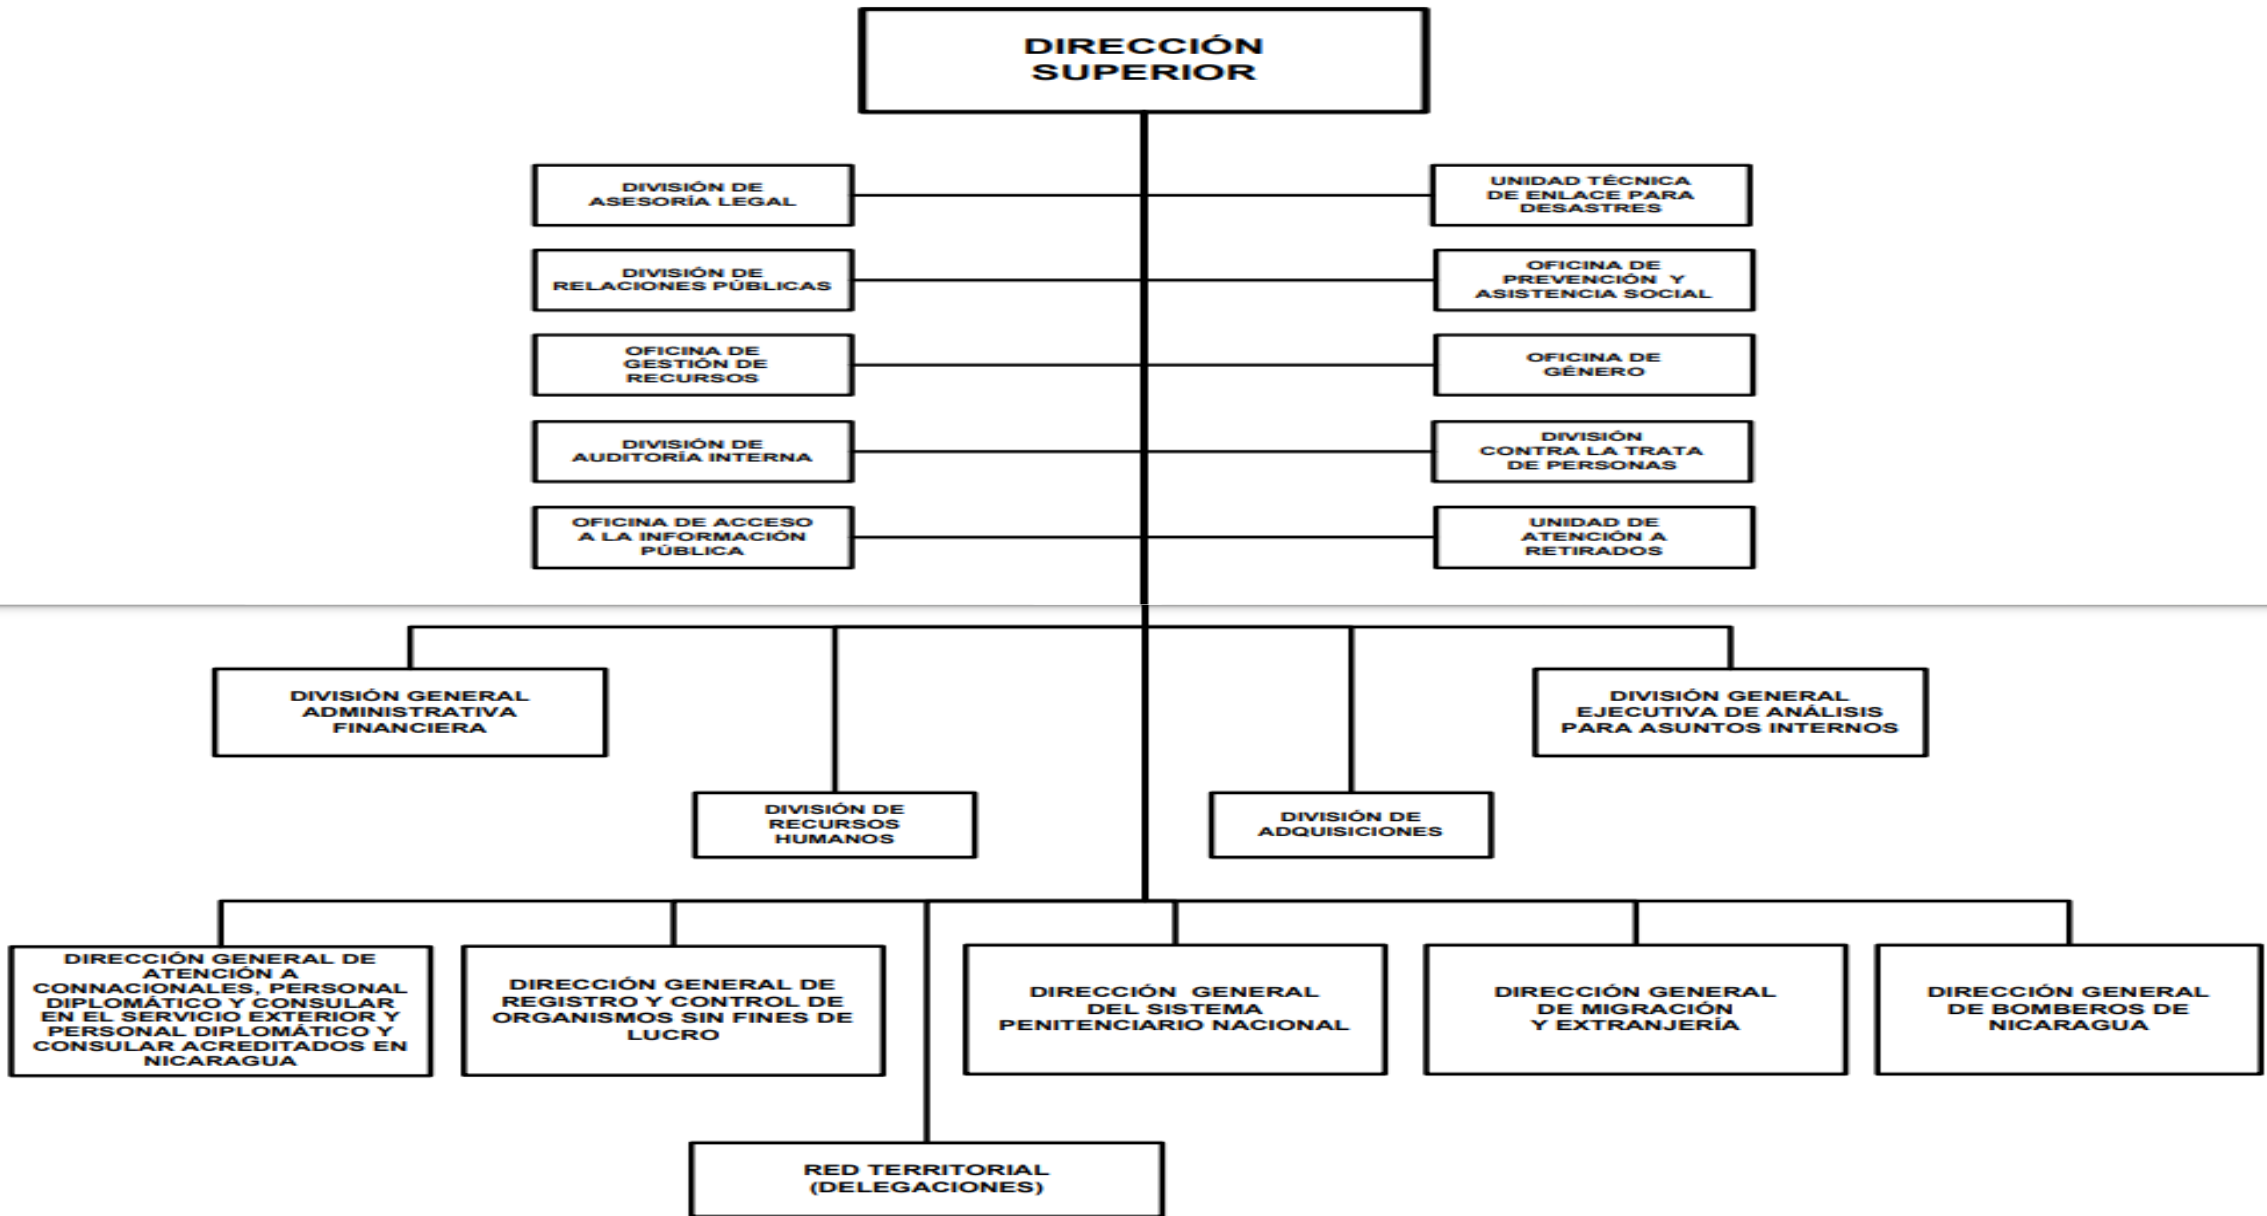 DIRECCIÓN
SUPERIOR
DIVISIÓN DE
ASESORÍA LEGAL
UNIDAD TÉCNICA
DE ENLACE PARA
DESASTRES
DIVISIÓN DE
RELACIONES PÚBLICAS
OFICINA DE
PREVENCIÓN Y
ASISTENCIA SOCIAL
OFICINA DE
GESTIÓN DE
RECURSOS
OFICINA DE
GÉNERO
DIVISIÓN DE
AUDITORÍA INTERNA
DIVISIÓN
CONTRA LA TRATA
DE PERSONAS
OFICINA DE ACCESO
A LA INFORMACIÓN
PÚBLICA
UNIDAD DE
ATENCIÓN A
RETIRADOS
DIVISIÓN GENERAL
ADMINISTRATIVA
FINANCIERA
DIVISIÓN GENERAL
EJECUTIVA DE ANÁLISIS
PARA ASUNTOS INTERNOS
DIVISIÓN DE
RECURSOS
HUMANOS
DIVISIÓN DE
ADQUISICIONES
DIRECCIÓN GENERAL DE
ATENCIÓN A
CONNACIONALES, PERSONAL
DIPLOMÁTICO Y CONSULAR
EN EL SERVICIO EXTERIOR Y
PERSONAL DIPLOMÁTICO Y
CONSULAR ACREDITADOS EN
NICARAGUA
DIRECCIÓN GENERAL DE
REGISTRO Y CONTROL DE
ORGANISMOS SIN FINES DE
LUCRO
DIRECCIÓN GENERAL
DEL SISTEMA
PENITENCIARIO NACIONAL
DIRECCIÓN GENERAL
DE MIGRACIÓN
Y EXTRANJERÍA
DIRECCIÓN GENERAL
DE BOMBEROS DE
NICARAGUA
RED TERRITORIAL
(DELEGACIONES)